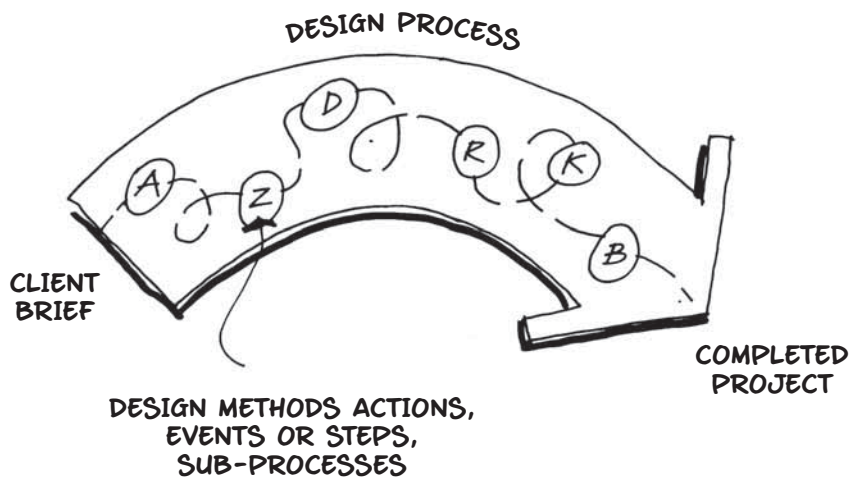 DESIGN PROCESS
A
Z
D
R
K
B
CLIENT
BRIEF
COMPLETED
PROJECT
DESIGN METHODS ACTIONS,
EVENTS OR STEPS,
SUB-PROCESSES